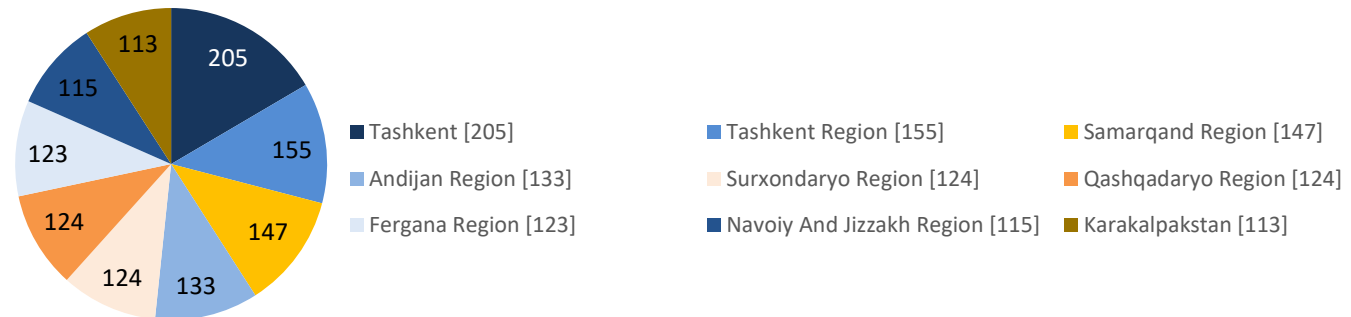 113
205
115
155
123
124
147
124
133
Tashkent [205]
Tashkent Region [155]
Samarqand Region [147]
Andijan Region [133]
Surxondaryo Region [124]
Qashqadaryo Region [124]
Fergana Region [123]
Navoiy And Jizzakh Region [115]
Karakalpakstan [113]